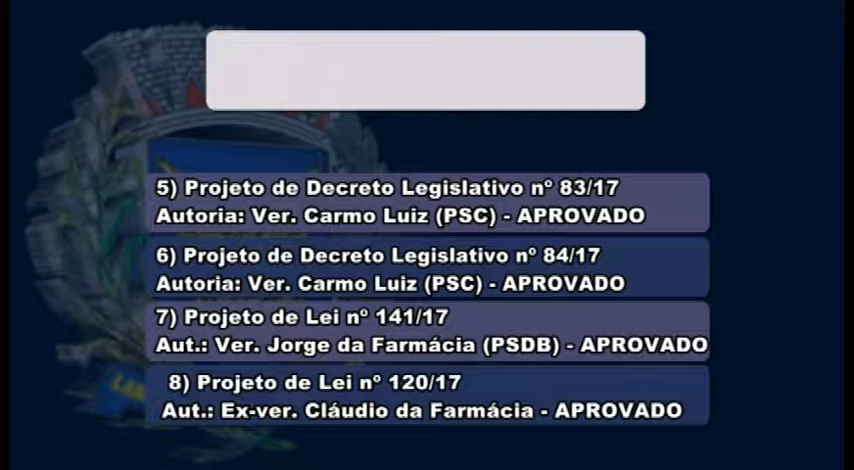 5) Projeto de Decreto Legislativo nº 83/17
Autoria: Ver. Carmo Luiz (PSC) - APROVADO
6) Projeto de Decreto Legislativo nº 84/17
Autoria: Ver. Carmo Luiz (PSC) - APROVADO
7) Projeto de Lei nº 141/17
Aut.: Ver. Jorge da Farmácia (PSDB) - APROVADO
8) Projeto de Lei nº 120/17
Aut.: Ex-ver. Cláudio da Farmácia - APROVADO